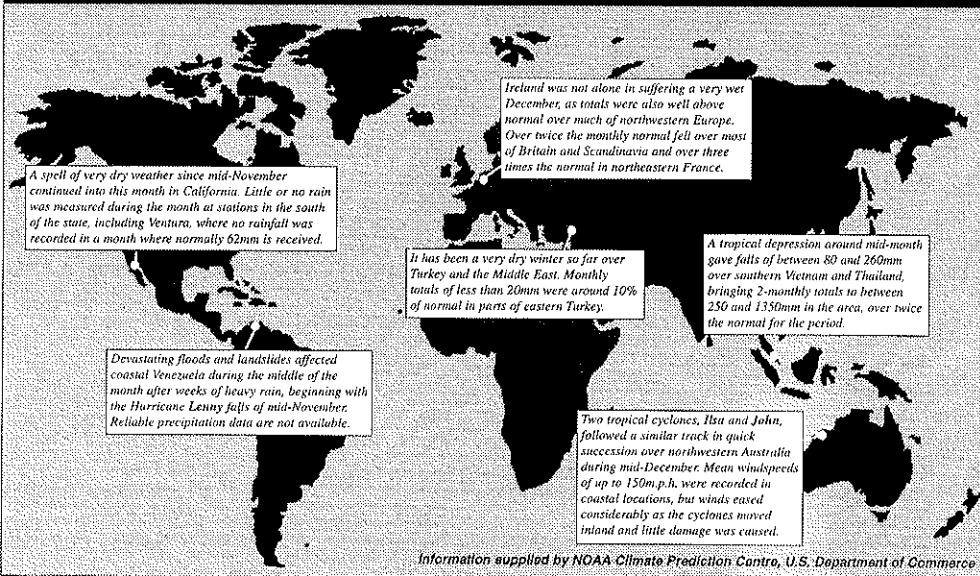 Ireland was not alone in suffering a very wet
December, as totals were also well above
normal over much of northwestern Europe.
Over twice the monthly normal fell over most
of Britain and Scandinavia and over three
times the normal in northeastern France.
A spell of very dry weather since mid-November
continued into this month in California. Little or no rain
was measured during the month at stations in the south
of the state, including Ventura, where no rainfall was
recorded in a month where normally 62mm is received.
It has been a very dry winter so far over
Turkey and the Middle East. Monthly
totals of less than 20mm were around 10%
of normal in parts of eastern Turkey.
A tropical depression around mid-month
gave falls of between 80 and 260mm
over southern Vietnam and Thailand,
bringing 2-monthly totals to between
250 and 1350mm in the area, over twice
the normal for the period.
Devastating floods and landslides affected
coastal Venezuela during the middle of the
month after weeks of heavy rain, beginning with
the Hurricane Lenny falls of mid-November.
Reliable precipitation data are not available.
Two tropical cyclones, Ilsa and John,
followed a similar track in quick
succession over northwestern Australia
during mid-December. Mean windspeeds
of up to 150m.p.h. were recorded in
coastal locations, but winds eased
considerably as the cyclones moved
inland and little damage was caused.
Information supplied by NOAA Climate Prediction Centre, U.S. Department of Commerc